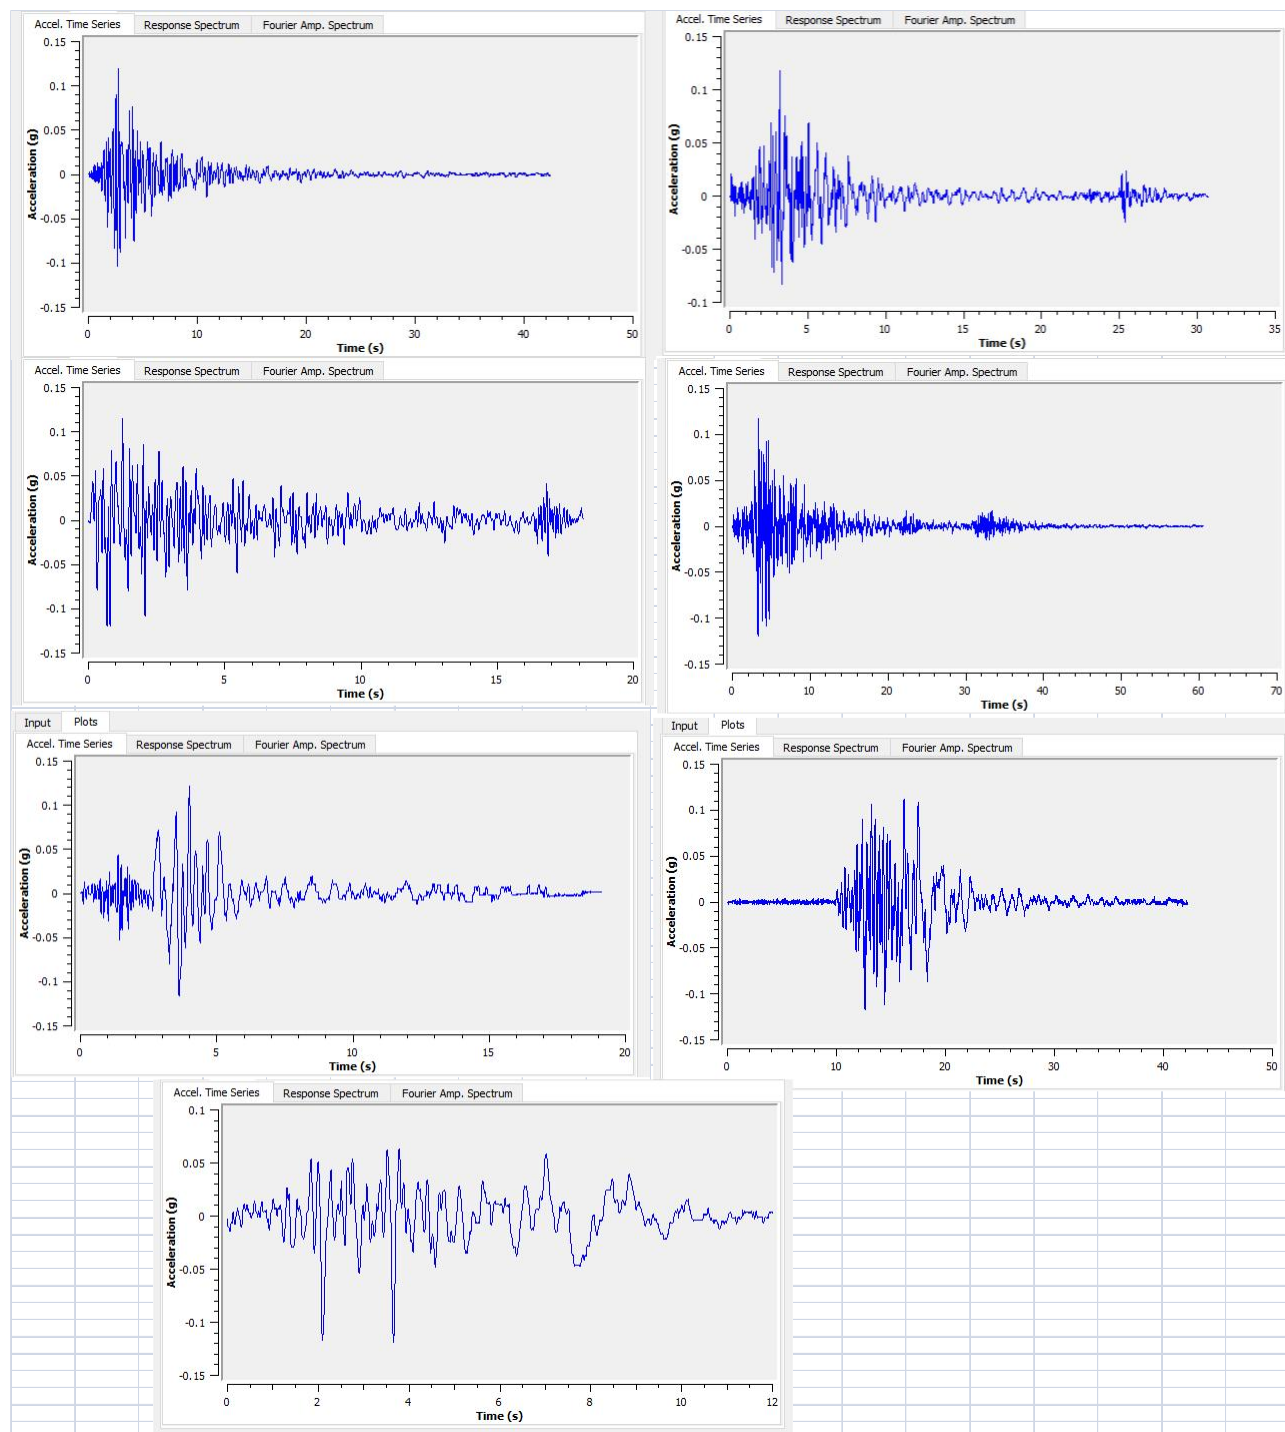 Accel. Time Series Response Spectrum Fourier Amp. Spectrum
0.15
0.1
0.05
0
-0.05
-0.1
-0.15
Acceleration (g)
0 10 20 30 40 50
Time (s)
Accel. Time Series Response Spectrum Fourier Amp. Spectrum
0.15
0.1
0.05
0
-0.05
-0.1
Acceleration (g)
0 5 10 15 20 25 30 35
Time (s)
Accel. Time Series Response Spectrum Fourier Amp. Spectrum
0.15
0.1
0.05
0
-0.05
-0.1
-0.15
Acceleration (g)
0 5 10 15 20
Time (s)
Accel. Time Series Response Spectrum Fourier Amp. Spectrum
0.15
0.1
0.05
0
-0.05
-0.1
-0.15
Acceleration (g)
0 10 20 30 40 50 60 70
Time (s)
Input Plots
Accel. Time Series Response Spectrum Fourier Amp. Spectrum
0.15
0.1
0.05
0
-0.05
-0.1
-0.15
Acceleration (g)
0 5 10 15 20
Time (s)
Input Plots
Accel. Time Series Response Spectrum Fourier Amp. Spectrum
0.15
0.1
0.05
0
-0.05
-0.1
-0.15
Acceleration (g)
0 10 20 30 40 50
Time (s)
Accel. Time Series Response Spectrum Fourier Amp. Spectrum
0.1
0.05
0
-0.05
-0.1
-0.15
Acceleration (g)
0 2 4 6 8 10 12
Time (s)